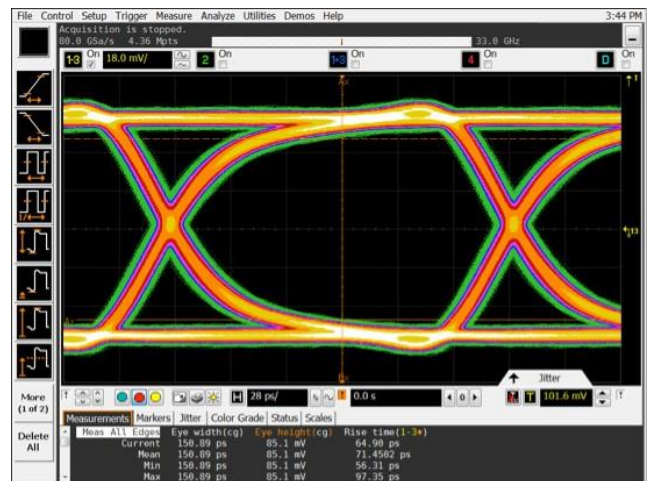 File Control Setup Trigger Measure Analyze Utilities Demos Help 3:44 PM
Acquisition is stopped.
80.0 GSa/s 4.36 Mpts 33.0 GHz
1-3 On 18.0 mV/ 2 On 1-3 On 4 On D On
Ax
T
13
Ay
Bx
More
(1 of 2)
Delete
All
Jitter
H 28 ps/ 0.0 s 0 T 101.6 mV
Measurements Markers Jitter Color Grade Status Scales
Meas All Edges Eye width(cg) Eye height(cg) Rise time(1-3)
Current 150.89 ps 85.1 mV 64.90 ps
Mean 150.89 ps 85.1 mV 71.4502 ps
Min 150.89 ps 85.1 mV 56.31 ps
Max 150.89 ps 85.1 mV 97.35 ps